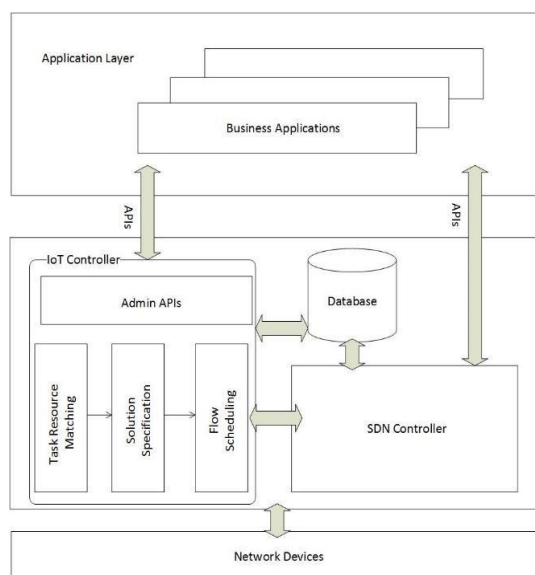 Application Layer
Business Applications
APIs
APIs
IoT Controller
Admin APIs
Database
Task Resource
Matching
Solution
Specification
Flow
Scheduling
SDN Controller
Network Devices